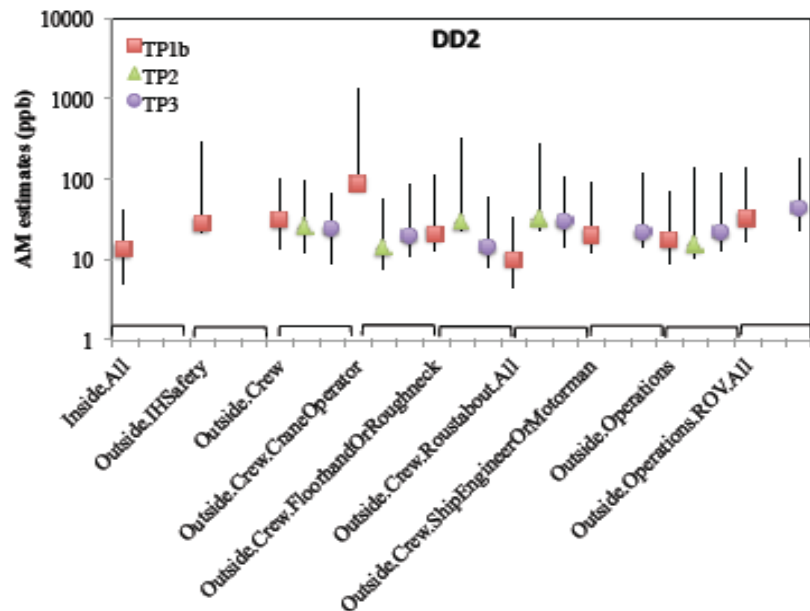 DD2
TP1b
TP2
TP3
AM estimates (ppb)
10000
1000
100
10
1
Inside.All
Outside.IHSafety
Outside.Crew
Outside.Crew.CraneOperator
Outside.Crew.FloorhandOrRoughneck
Outside.Crew.Roustabout.All
Outside.Crew.ShipEngineerOrMotorman
Outside.Operations
Outside.Operations.ROV.All